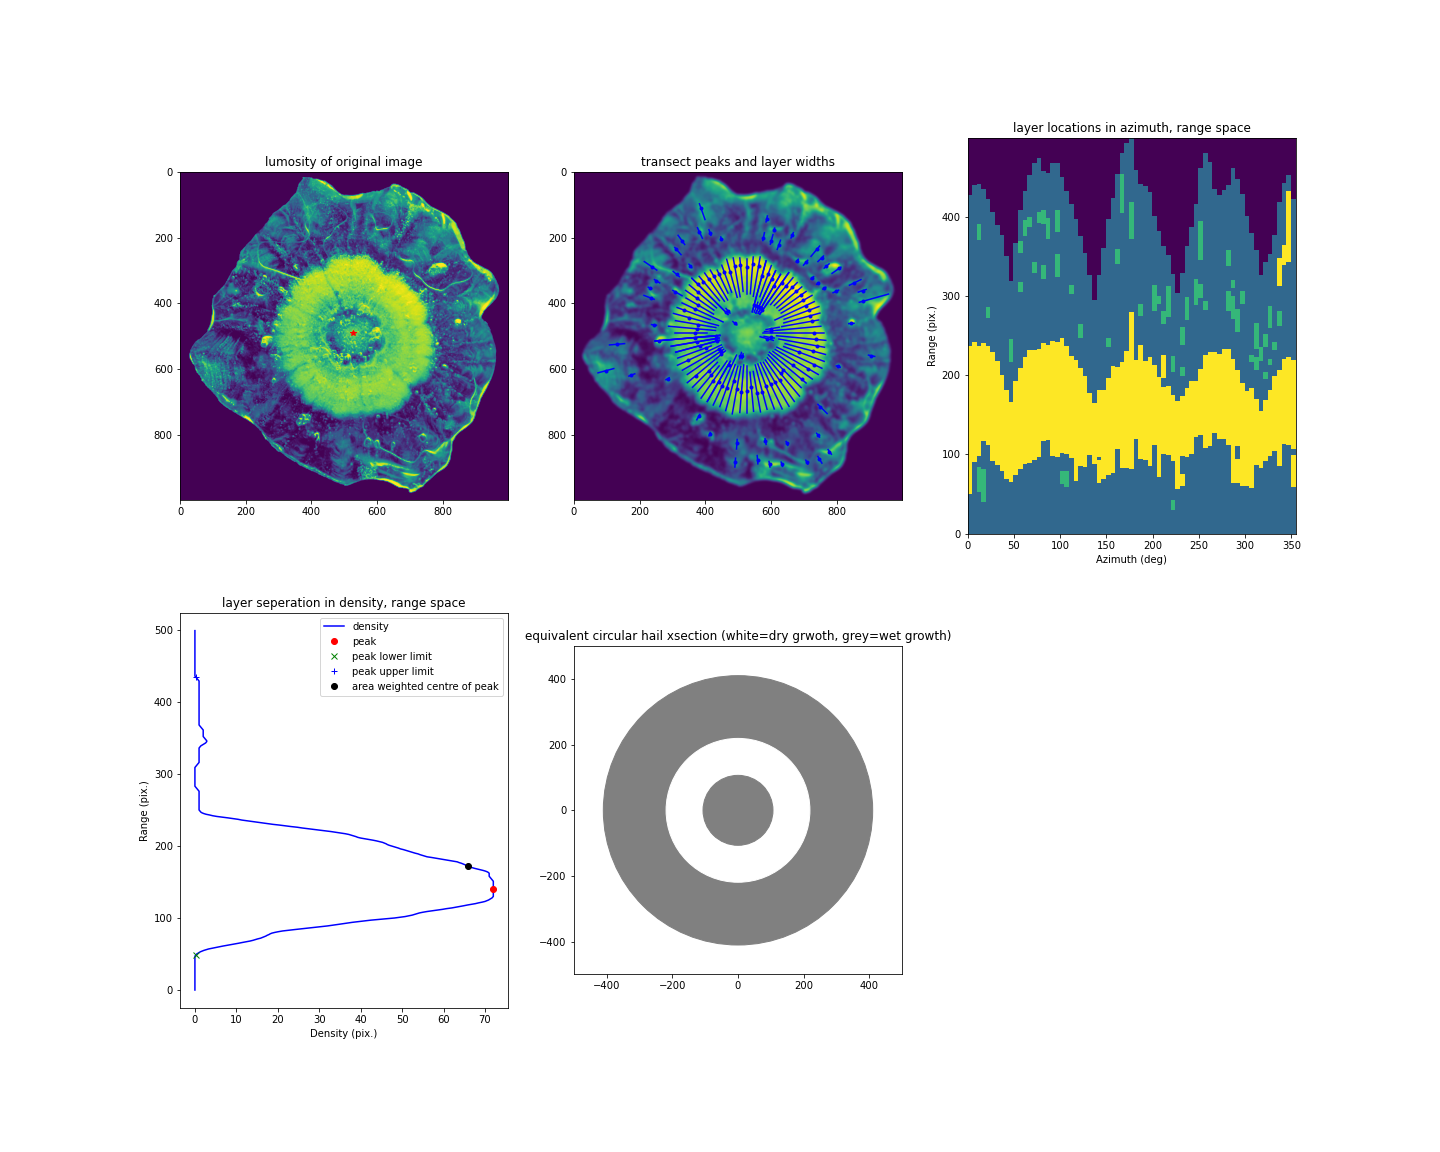 lumosity of original image
0
200
400
600
800
0 200 400 600 800
transect peaks and layer widths
0
200
400
600
800
0 200 400 600 800
layer locations in azimuth, range space
Range (pix.)
400
300
200
100
0
0 50 100 150 200 250 300 350
Azimuth (deg)
layer seperation in density, range space
Range (pix.)
500
400
300
200
100
0
density
peak
peak lower limit
peak upper limit
area weighted centre of peak
0 10 20 30 40 50 60 70
Density (pix.)
equivalent circular hail xsection (white=dry grwoth, grey=wet growth)
400
200
0
−200
−400
−400 −200 0 200 400